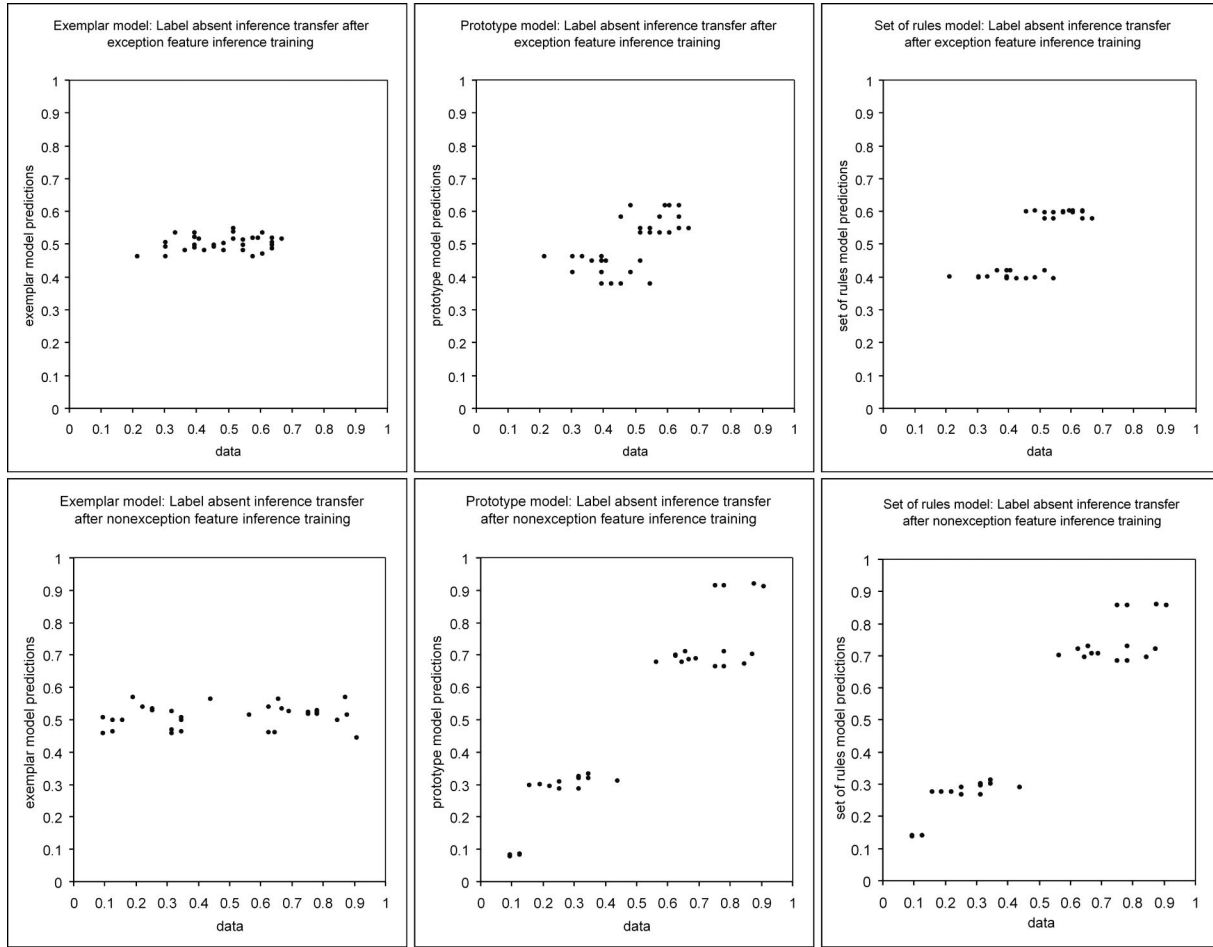 Exemplar model: Label absent inference transfer after
exception feature inference training
1
0.9
0.8
0.7
0.6
0.5
0.4
0.3
0.2
0.1
0
exemplar model predictions
0 0.1 0.2 0.3 0.4 0.5 0.6 0.7 0.8 0.9 1
data
Prototype model: Label absent inference transfer after
exception feature inference training
1
0.9
0.8
0.7
0.6
0.5
0.4
0.3
0.2
0.1
0
prototype model predictions
0 0.1 0.2 0.3 0.4 0.5 0.6 0.7 0.8 0.9 1
data
Set of rules model: Label absent inference transfer
after exception feature inference training
1
0.9
0.8
0.7
0.6
0.5
0.4
0.3
0.2
0.1
0
set of rules model predictions
0 0.1 0.2 0.3 0.4 0.5 0.6 0.7 0.8 0.9 1
data
Exemplar model: Label absent inference transfer
after nonexception feature inference training
1
0.9
0.8
0.7
0.6
0.5
0.4
0.3
0.2
0.1
0
exemplar model predictions
0 0.1 0.2 0.3 0.4 0.5 0.6 0.7 0.8 0.9 1
data
Prototype model: Label absent inference transfer
after nonexception feature inference training
1
0.9
0.8
0.7
0.6
0.5
0.4
0.3
0.2
0.1
0
prototype model predictions
0 0.1 0.2 0.3 0.4 0.5 0.6 0.7 0.8 0.9 1
data
Set of rules model: Label absent inference transfer
after nonexception feature inference training
1
0.9
0.8
0.7
0.6
0.5
0.4
0.3
0.2
0.1
0
set of rules model predictions
0 0.1 0.2 0.3 0.4 0.5 0.6 0.7 0.8 0.9 1
data